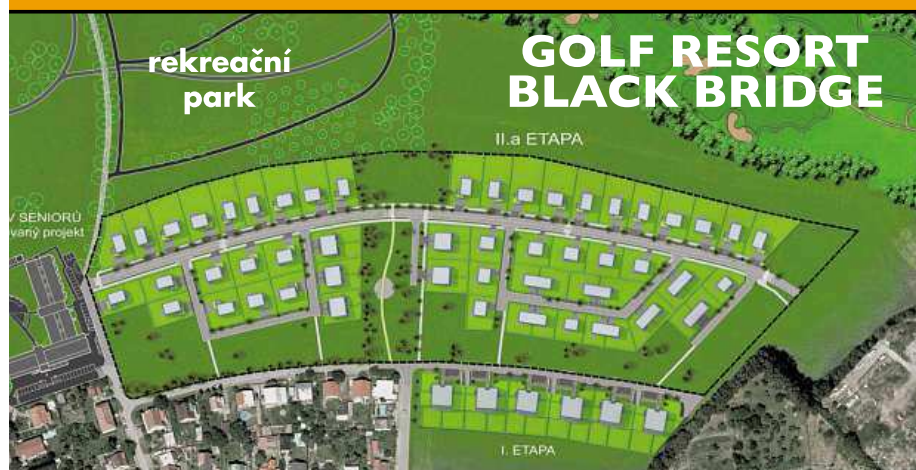 rekreační
park
GOLF RESORT
BLACK BRIDGE
II.a ETAPA
V SENIORŮ
vaný projekt
I. ETAPA